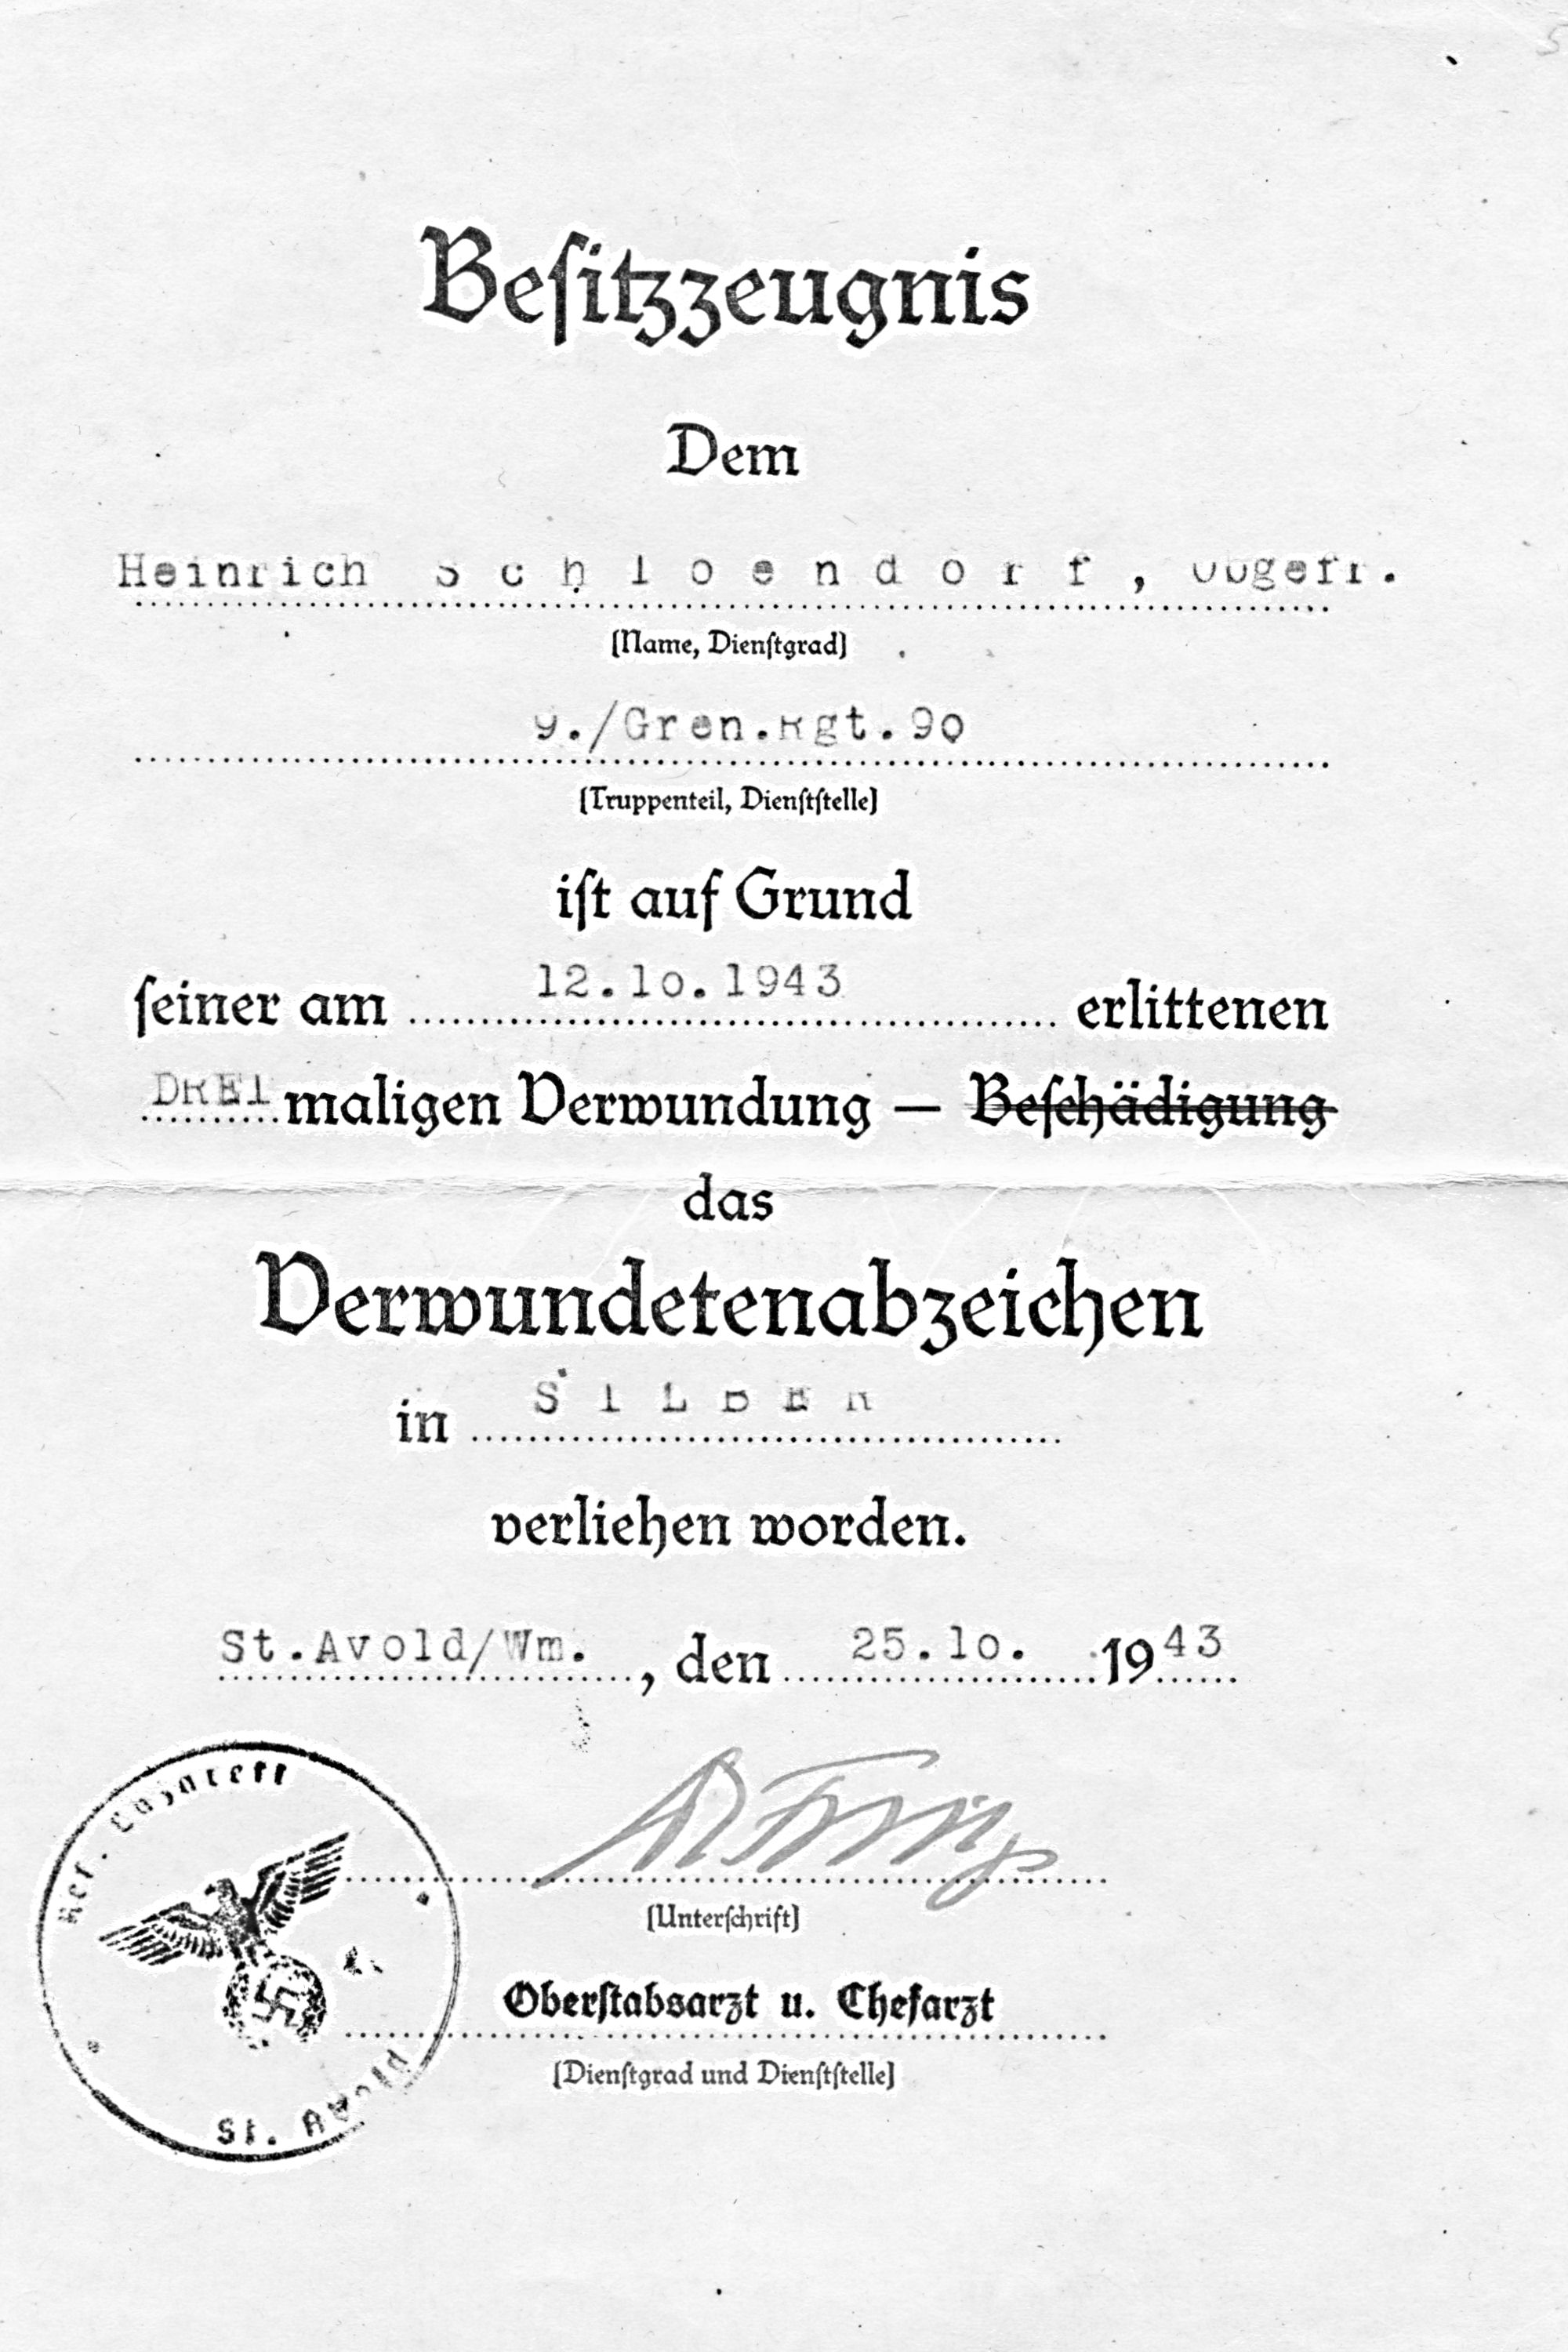 Besitzzeugnis
Dem
Heinrich Schloendorf, Obgefr.
(Name, Dienstgrad)
9./Gren.Rgt.90
(Truppenteil, Dienststelle)
ist auf Grund
seiner am 12.10.1943 erlittenen
DREI maligen Verwundung – Beschädigung
das
Verwundetenabzeichen
in SILBER
verliehen worden.
St.Avold/Wm., den 25.10. 1943
Res. Lazarett
(Unterschrift)
Oberstabsarzt u. Chefarzt
(Dienstgrad und Dienststelle)
St. Avold